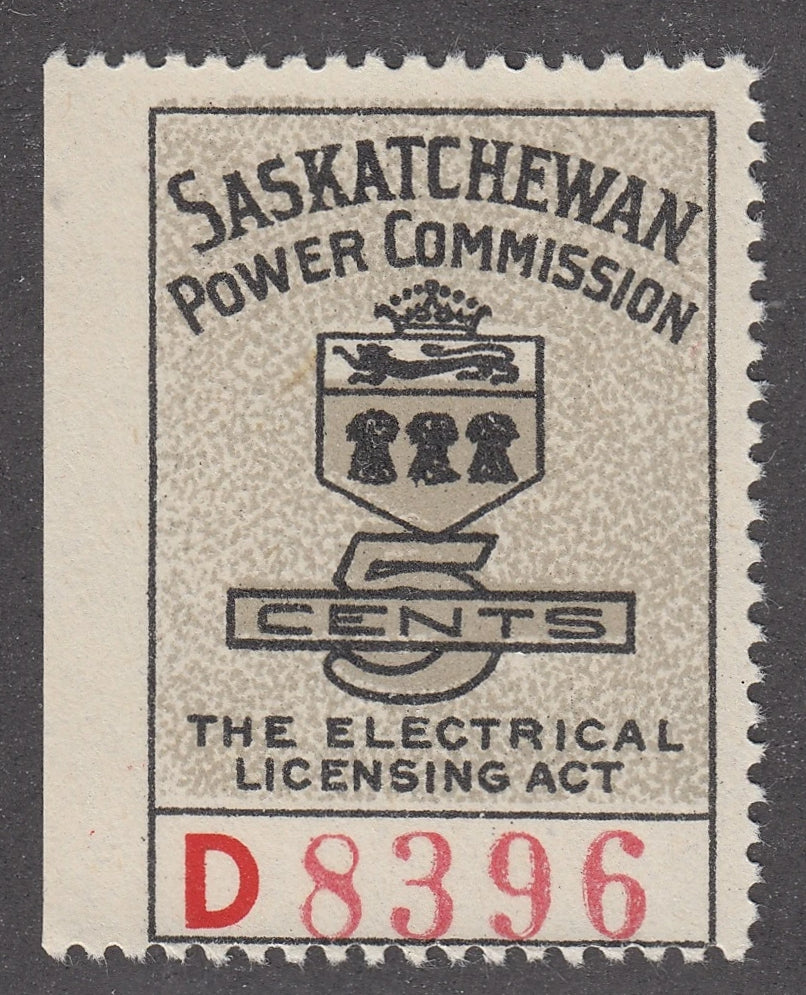 SASKATCHEWAN
POWER COMMISSION
5
CENTS
THE ELECTRICAL
LICENSING ACT
D 8396